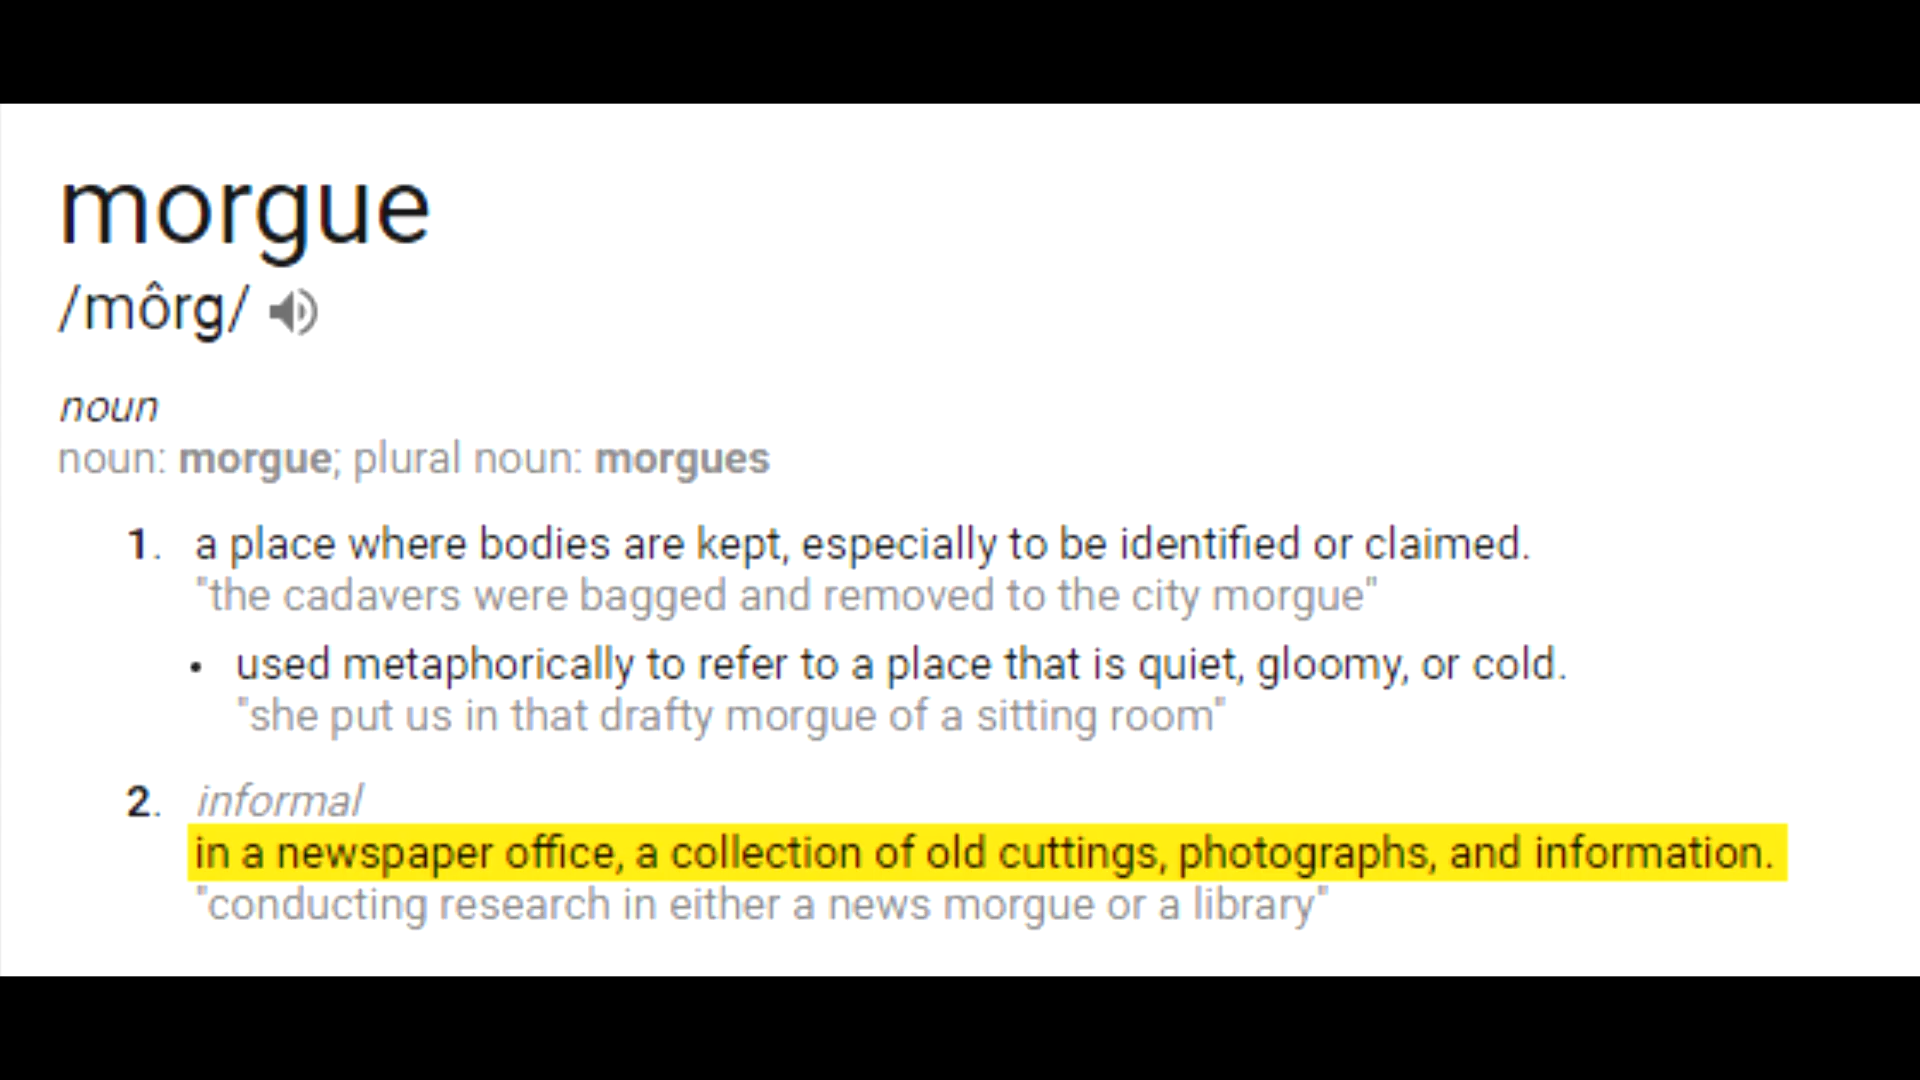 morgue
/môrg/
noun
noun: morgue; plural noun: morgues
1. a place where bodies are kept, especially to be identified or claimed.
"the cadavers were bagged and removed to the city morgue"
• used metaphorically to refer to a place that is quiet, gloomy, or cold.
"she put us in that drafty morgue of a sitting room"
2. informal
in a newspaper office, a collection of old cuttings, photographs, and information.
"conducting research in either a news morgue or a library"